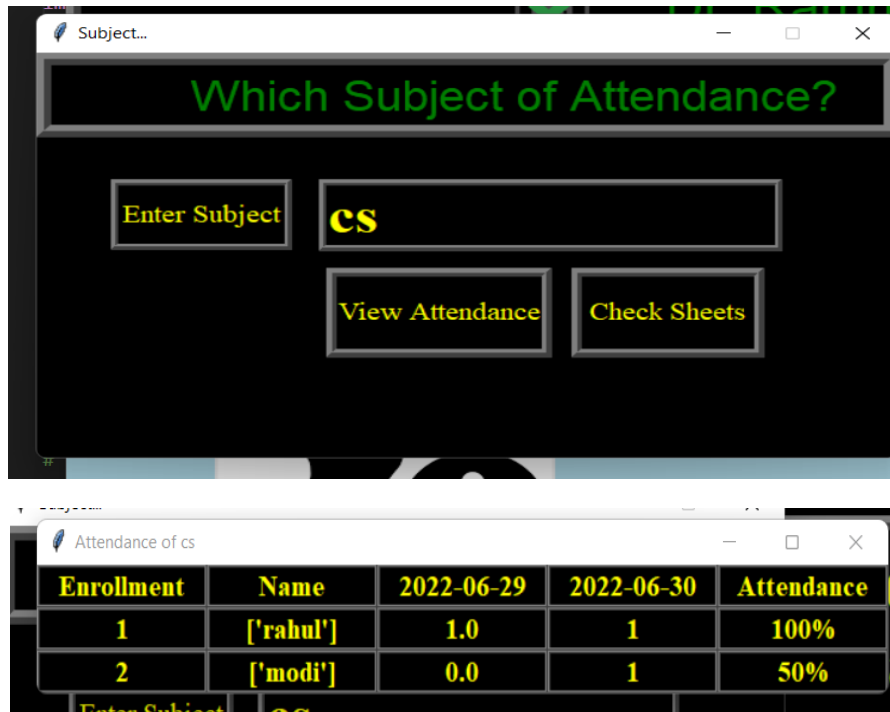 Subject...
Which Subject of Attendance?
Enter Subject
cs
View Attendance
Check Sheets
#
Attendance of cs
Enrollment Name 2022-06-29 2022-06-30 Attendance
1 ['rahul'] 1.0 1 100%
2 ['modi'] 0.0 1 50%
Enter Subject
cs